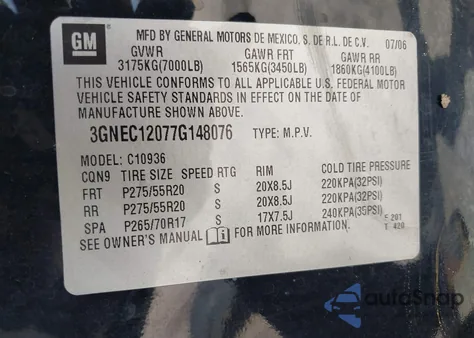 GM
MFD BY GENERAL MOTORS DE MEXICO, S. DE R.L. DE C.V. 07/06
GVWR GAWR FRT GAWR RR
3175KG(7000LB) 1565KG(3450LB) 1860KG(4100LB)
THIS VEHICLE CONFORMS TO ALL APPLICABLE U.S. FEDERAL MOTOR
VEHICLE SAFETY STANDARDS IN EFFECT ON THE DATE OF
MANUFACTURE SHOWN ABOVE.
3GNEC12077G148076 TYPE: M.P.V.
MODEL: C10936
CQN9 TIRE SIZE SPEED RTG RIM COLD TIRE PRESSURE
FRT P275/55R20 S 20X8.5J 220KPA(32PSI)
RR P275/55R20 S 20X8.5J 220KPA(32PSI)
SPA P265/70R17 S 17X7.5J 240KPA(35PSI) F 201
SEE OWNER'S MANUAL FOR MORE INFORMATION. T 420
autoSnap